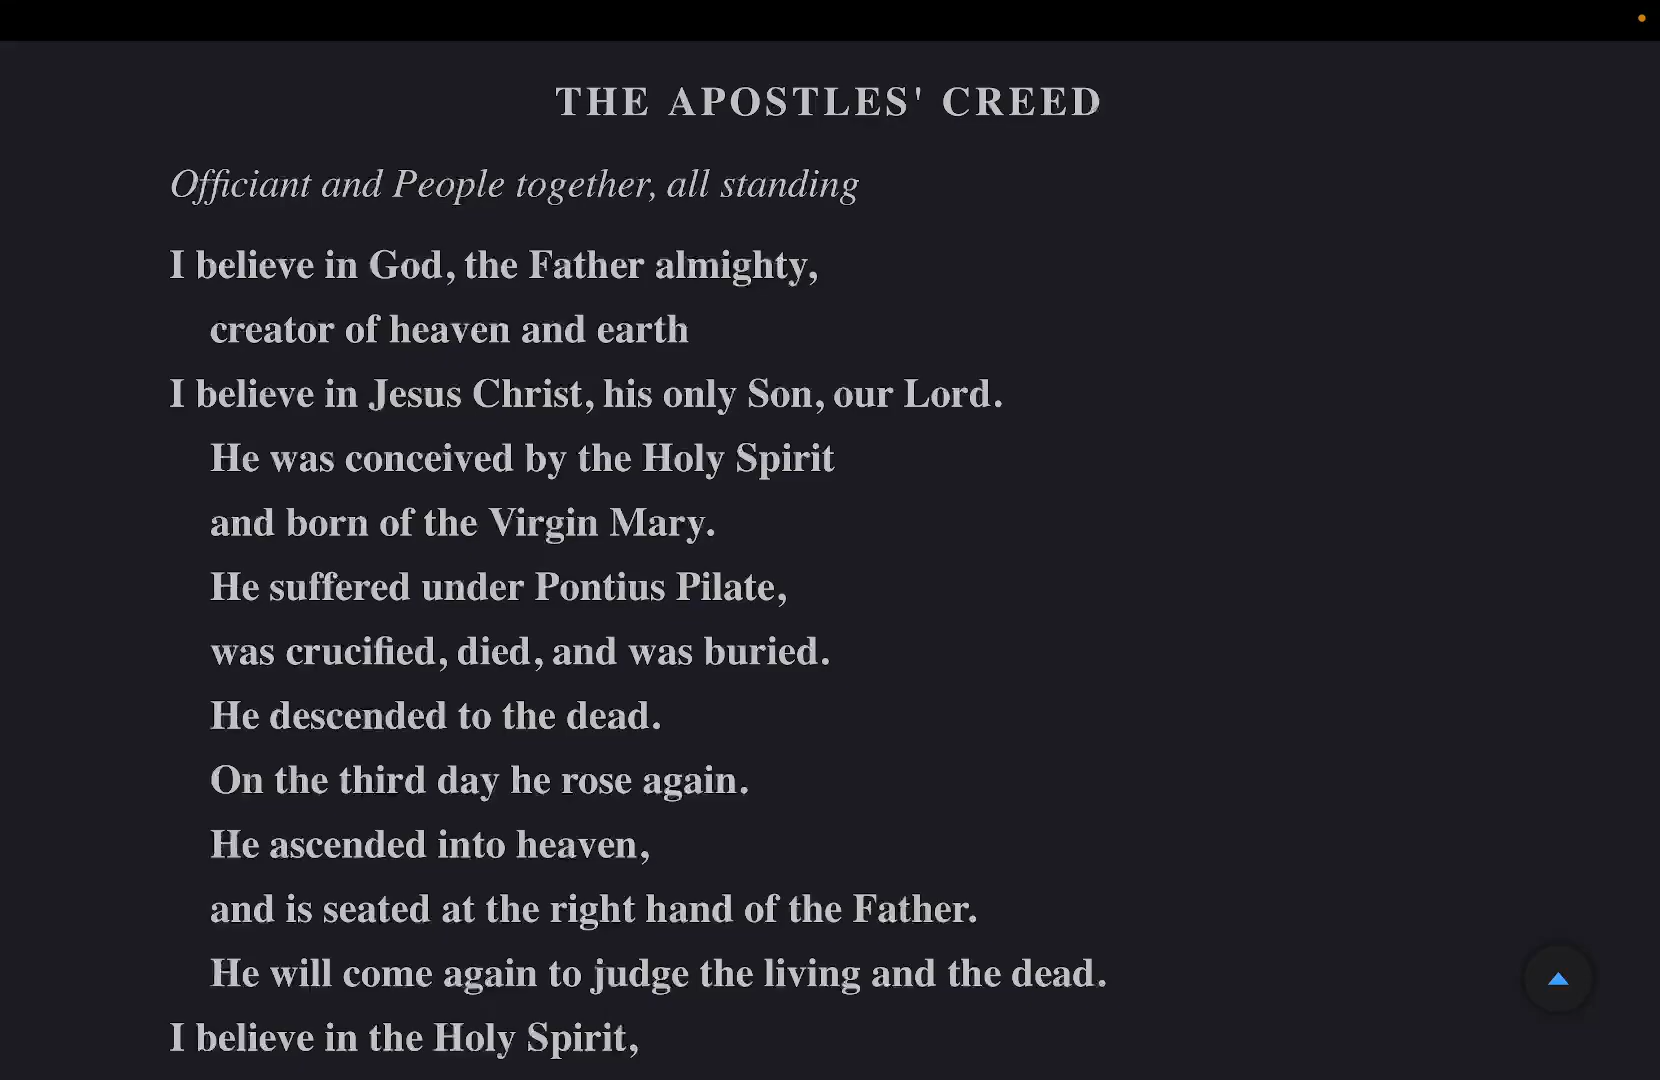 THE APOSTLES' CREED
Officiant and People together, all standing
I believe in God, the Father almighty,
creator of heaven and earth
I believe in Jesus Christ, his only Son, our Lord.
He was conceived by the Holy Spirit
and born of the Virgin Mary.
He suffered under Pontius Pilate,
was crucified, died, and was buried.
He descended to the dead.
On the third day he rose again.
He ascended into heaven,
and is seated at the right hand of the Father.
He will come again to judge the living and the dead.
I believe in the Holy Spirit,